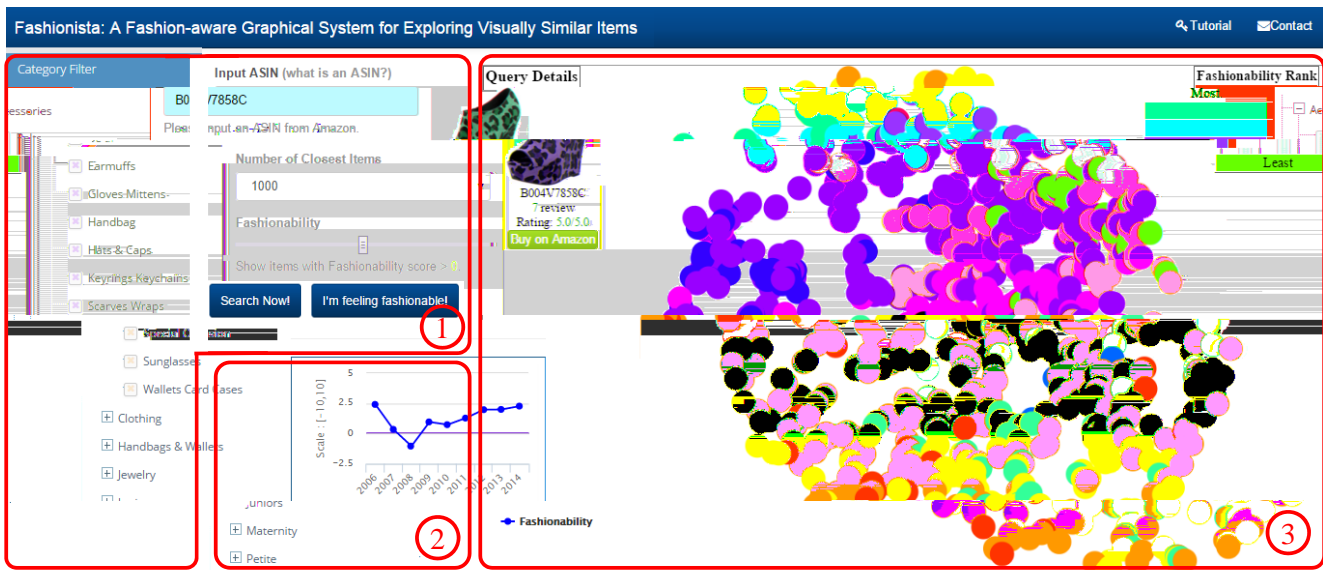 Fashionista: A Fashion-aware Graphical System for Exploring Visually Similar Items
Tutorial
Contact
Category Filter
Earmuffs
Gloves Mittens
Handbag
Hats & Caps
Keyrings Keychains
Scarves Wraps
Sunglasses
Wallets Card Cases
Clothing
Handbags & Wallets
Jewelry
Input ASIN (what is an ASIN?)
Please input an ASIN from Amazon.
Number of Closest Items
1000
Fashionability
Show items with Fashionability score > 0
Search Now!
I'm feeling fashionable!
1
5
2.5
0
−2.5
Scale : [-10,10]
2006 2007 2008 2009 2010 2011 2012 2013 2014
Fashionability
Maternity
Petite
2
Query Details
B004V7858C
7 review
Rating: 5.0/5.0
Buy on Amazon
Fashionability Rank
Most
Least
3